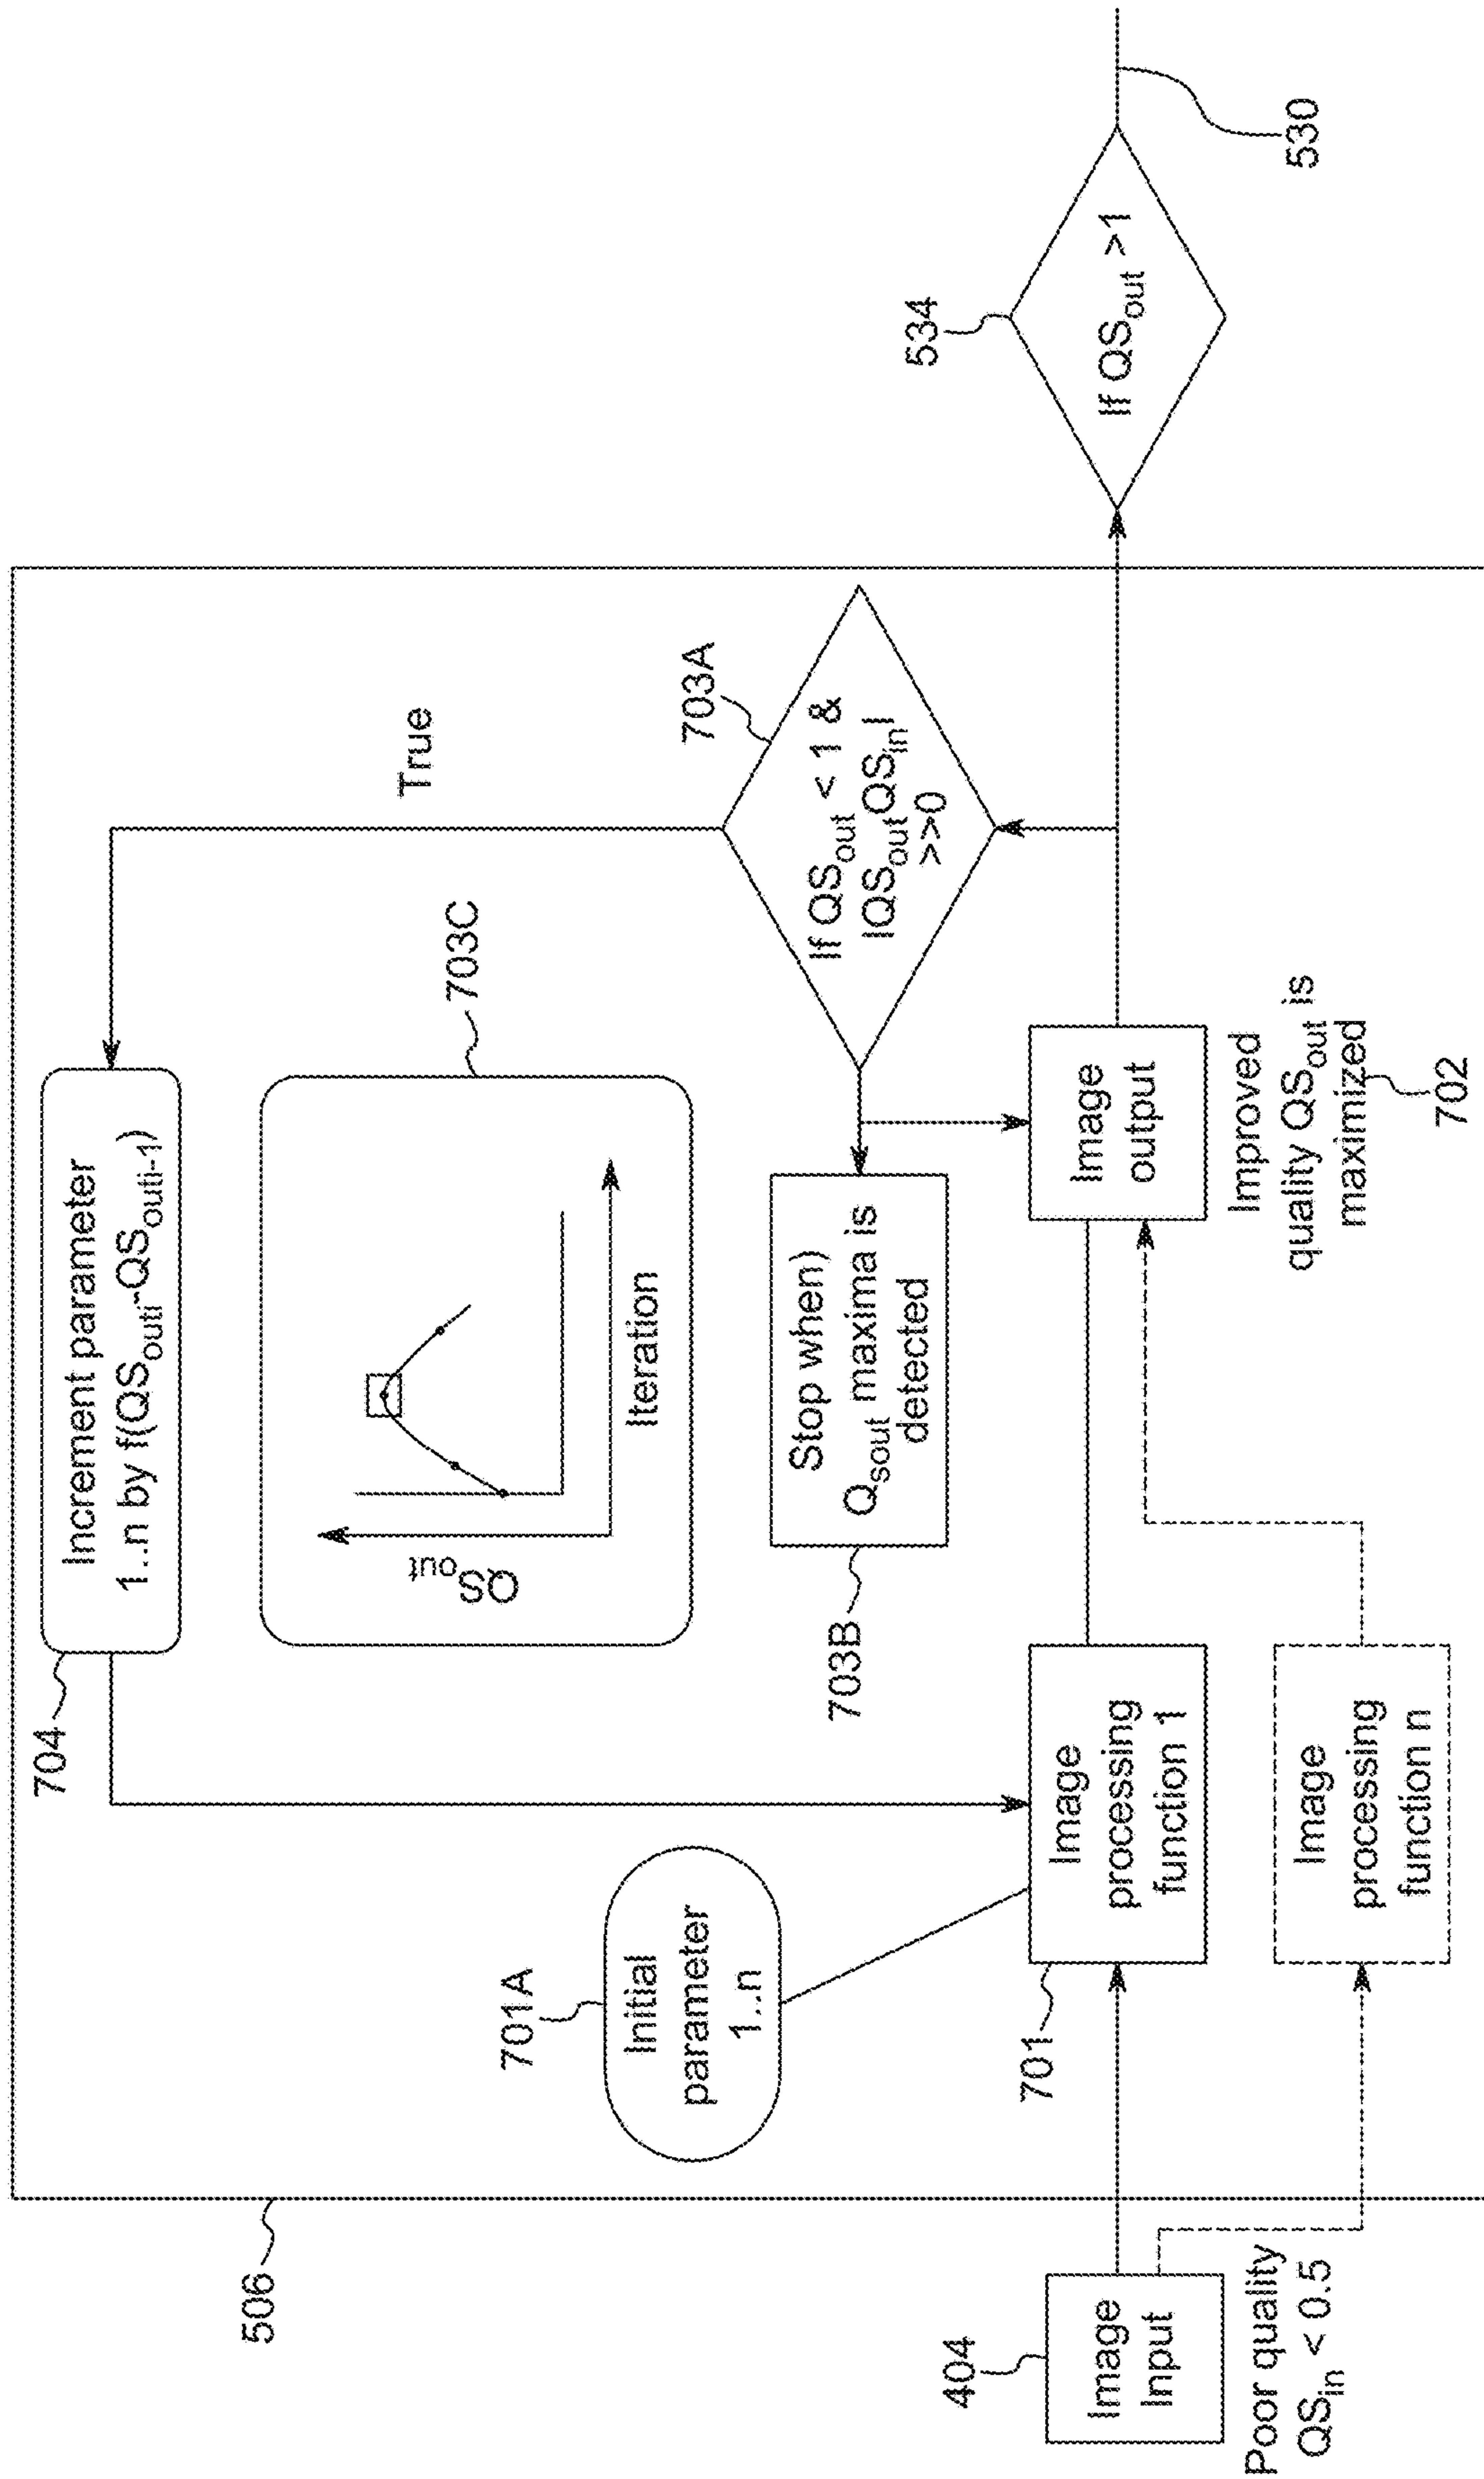 506
704
Increment parameter
1..n by f(QSouti-QSouti-1)
703C
QSout
Iteration
True
701A
Initial
parameter
1..n
703B
Stop when)
Qsout maxima is
detected
703A
If QSout < 1 &
|QSoutQSin|
>>0
534
If QSout >1
530
404
Image
Input
Poor quality
QSin < 0.5
701
Image
processing
function 1
Image
output
Improved
quality QSout is
maximized
702
Image
processing
function n